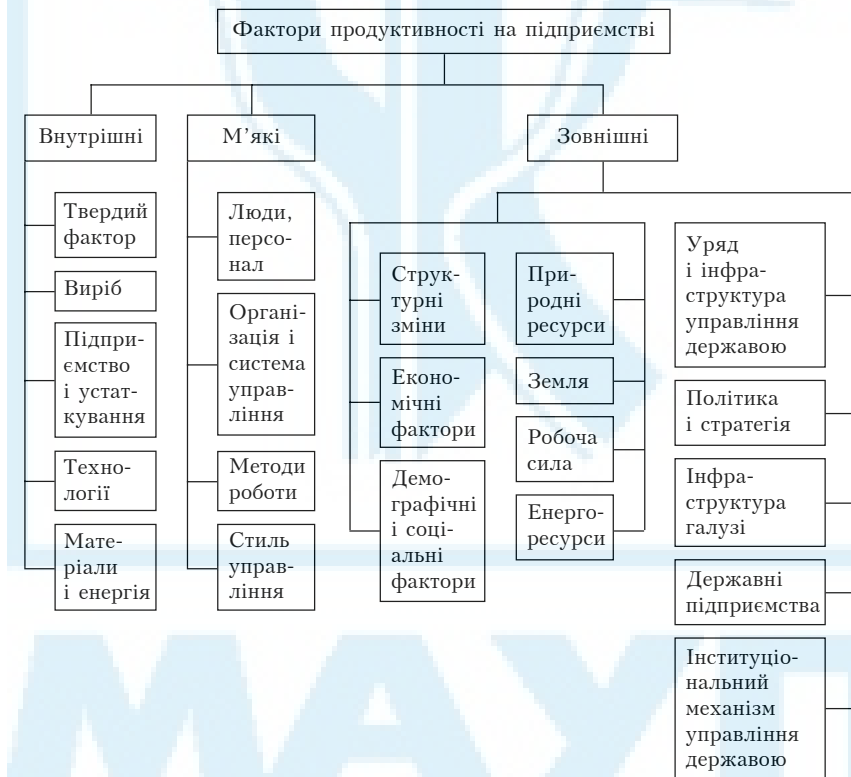 Фактори продуктивності на підприємстві
Внутрішні
М’які
Зовнішні
Твердий
фактор
Виріб
Підпри-
ємство
і устат-
кування
Техно-
логії
Мате-
ріали
і енергія
Люди,
персо-
нал
Органі-
зація і
система
управ-
ління
Методи
роботи
Стиль
управ-
ління
Струк-
турні
зміни
Еконо-
мічні
фактори
Демо-
графічні
і соці-
альні
фактори
При-
родні
ресурси
Земля
Робоча
сила
Енерго-
ресурси
Уряд
і інфра-
структура
управління
державою
Політика
і стратегія
Інфра-
структура
галузі
Державні
підприємства
Інституціо-
нальний
механізм
управління
державою
МАУП